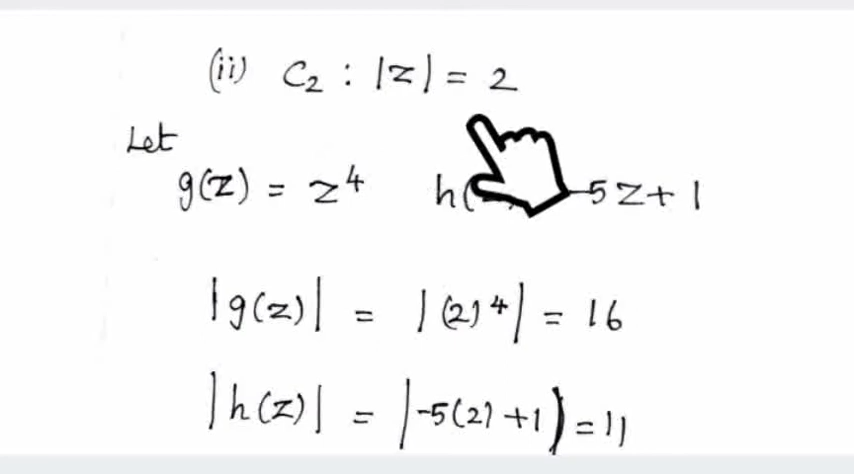 (ii) C₂ : |z| = 2
Let
g(z) = z⁴ h( -5z+1
|g(z)| = |(2)⁴| = 16
|h(z)| = |-5(2)+1| = 11